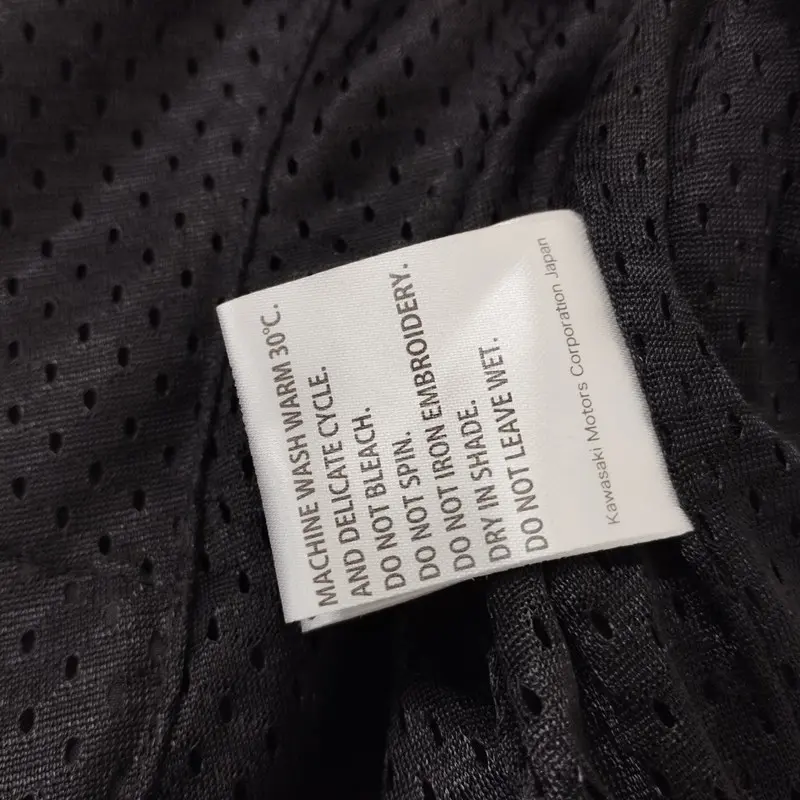 MACHINE WASH WARM 30°C.
AND DELICATE CYCLE.
DO NOT BLEACH.
DO NOT SPIN.
DO NOT IRON EMBROIDERY.
DRY IN SHADE.
DO NOT LEAVE WET.
Kawasaki Motors Corporation Japan